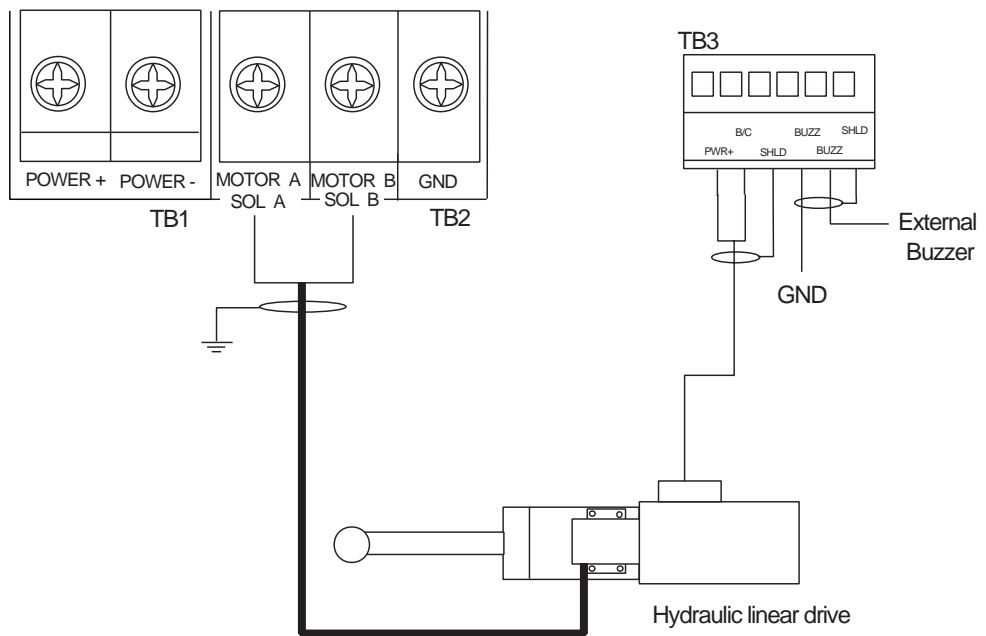 TB3
B/C BUZZ SHLD
PWR+ SHLD BUZZ
POWER + POWER - MOTOR A MOTOR B GND
SOL A SOL B
TB1 TB2
External
Buzzer
GND
Hydraulic linear drive